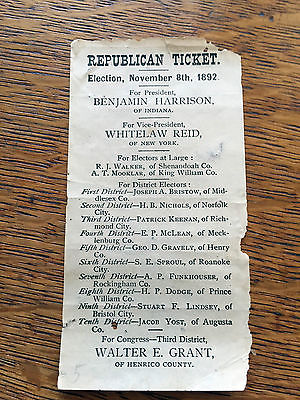 REPUBLICAN TICKET.
Election, November 8th, 1892.
For President,
BENJAMIN HARRISON,
OF INDIANA.
For Vice-President,
WHITELAW REID,
OF NEW YORK.
For Electors at Large:
R. J. WALKER, of Shenandoah Co.
A. T. MOOKLAR, of King William Co.
For District Electors:
First District—JOSEPH A. BRISTOW, of Mid-
dlesex Co.
Second District—H. B. NICHOLS, of Norfolk
City.
Third District—PATRICK KEENAN, of Rich-
mond City.
Fourth District—E. P. MCLEAN, of Meck-
lenburg Co.
Fifth District—GEO. D. GRAVELY, of Henry
Co.
Sixth District—S. E. SPROUL, of Roanoke
City.
Seventh District—A. P. FUNKHOUSER, of
Rockingham Co.
Eighth District—H. P. DODGE, of Prince
William Co.
Ninth District—STUART F. LINDSEY, of
Bristol City.
Tenth District—JACOB YOST, of Augusta
Co.
For Congress—Third District,
WALTER E. GRANT,
OF HENRICO COUNTY.